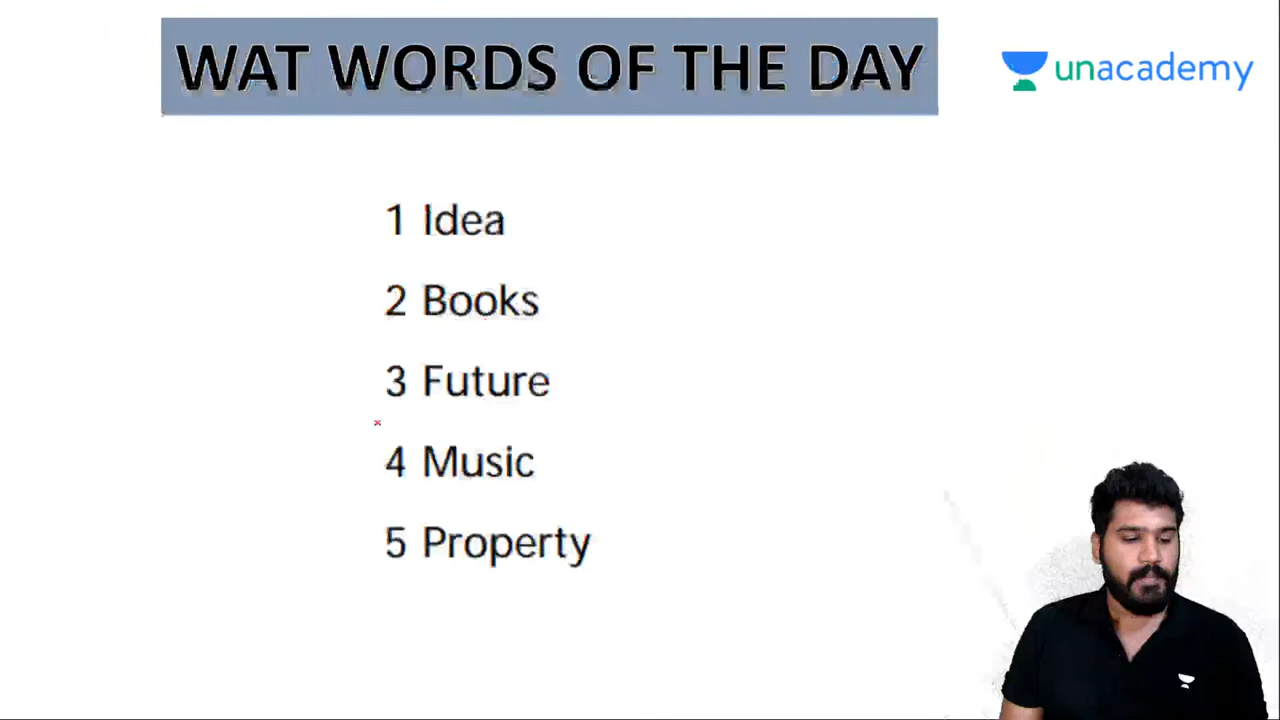 WAT WORDS OF THE DAY
unacademy
1 Idea
2 Books
3 Future
4 Music
5 Property